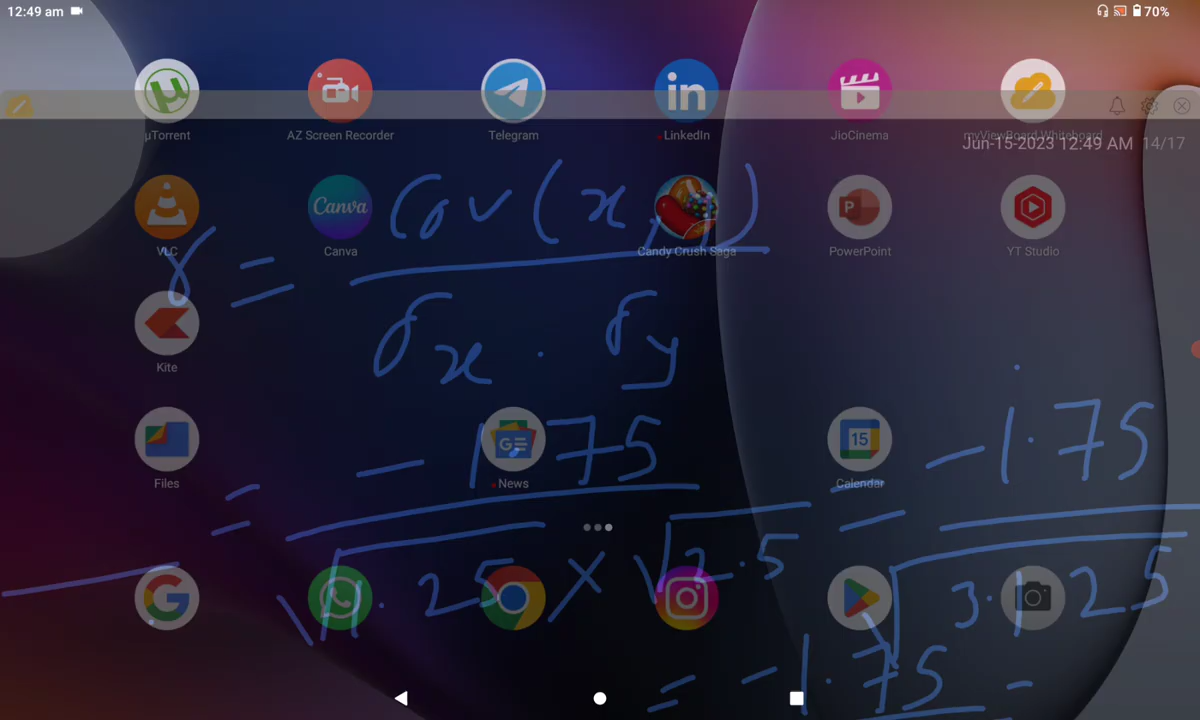 12:49 am 70%
µTorrent AZ Screen Recorder Telegram LinkedIn JioCinema myViewBoard Whiteboard
Jun-15-2023 12:49 AM 14/17
VLC Canva Candy Crush Saga PowerPoint YT Studio
r = Cov(x,y)
σx . σy
Kite
= -1.75 = -1.75
Files News Calendar
√1.25 × √2.5 √3.125
= -1.75 =